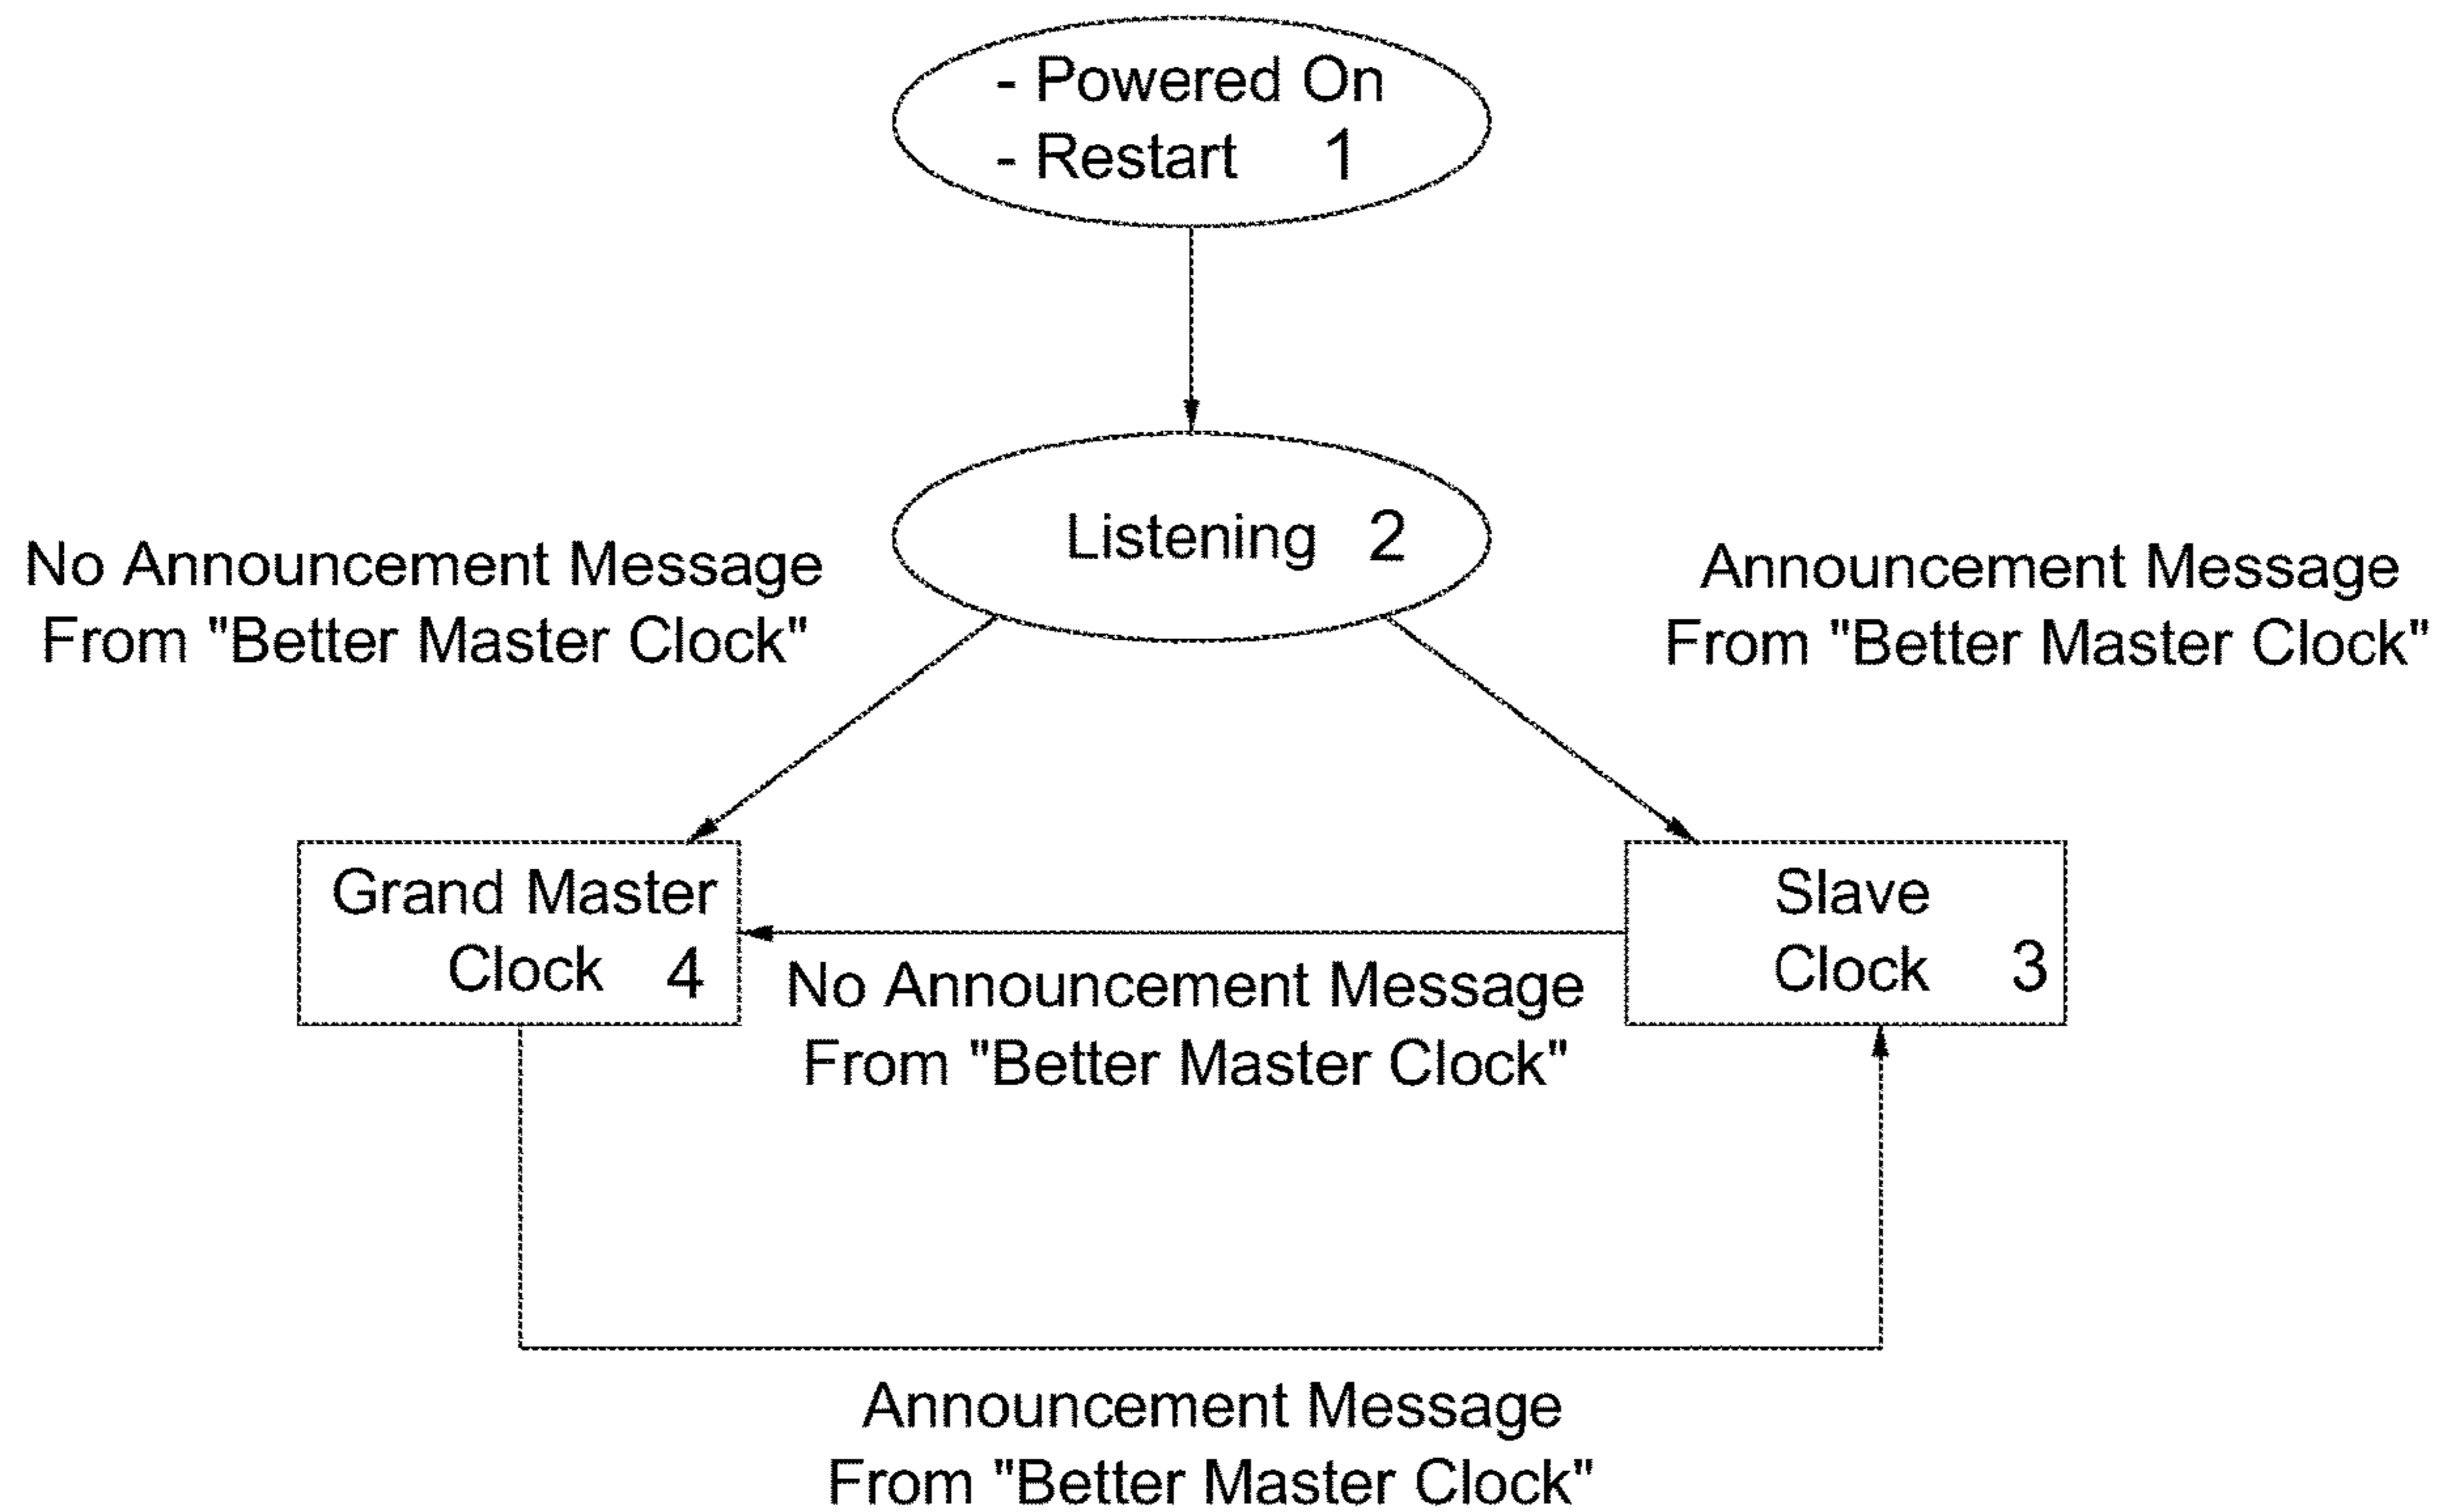 - Powered On
- Restart 1
Listening 2
No Announcement Message
From "Better Master Clock"
Announcement Message
From "Better Master Clock"
Grand Master
Clock 4
Slave
Clock 3
No Announcement Message
From "Better Master Clock"
Announcement Message
From "Better Master Clock"